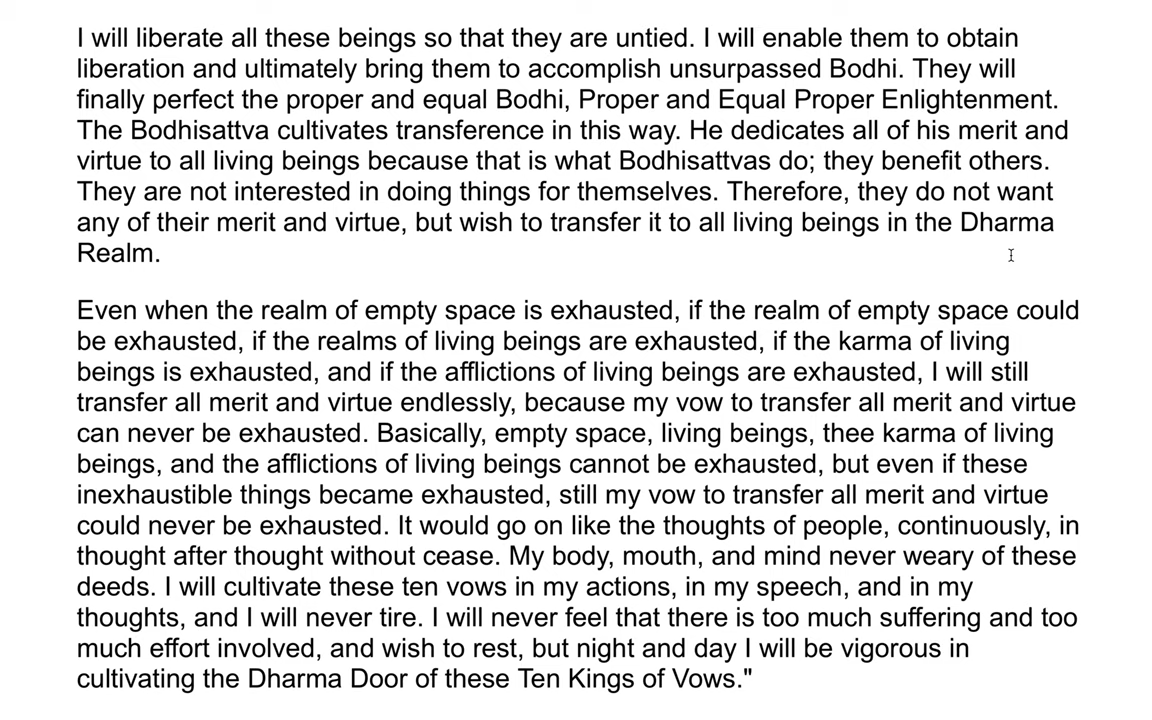 I will liberate all these beings so that they are untied. I will enable them to obtain
liberation and ultimately bring them to accomplish unsurpassed Bodhi. They will
finally perfect the proper and equal Bodhi, Proper and Equal Proper Enlightenment.
The Bodhisattva cultivates transference in this way. He dedicates all of his merit and
virtue to all living beings because that is what Bodhisattvas do; they benefit others.
They are not interested in doing things for themselves. Therefore, they do not want
any of their merit and virtue, but wish to transfer it to all living beings in the Dharma
Realm.
Even when the realm of empty space is exhausted, if the realm of empty space could
be exhausted, if the realms of living beings are exhausted, if the karma of living
beings is exhausted, and if the afflictions of living beings are exhausted, I will still
transfer all merit and virtue endlessly, because my vow to transfer all merit and virtue
can never be exhausted. Basically, empty space, living beings, thee karma of living
beings, and the afflictions of living beings cannot be exhausted, but even if these
inexhaustible things became exhausted, still my vow to transfer all merit and virtue
could never be exhausted. It would go on like the thoughts of people, continuously, in
thought after thought without cease. My body, mouth, and mind never weary of these
deeds. I will cultivate these ten vows in my actions, in my speech, and in my
thoughts, and I will never tire. I will never feel that there is too much suffering and too
much effort involved, and wish to rest, but night and day I will be vigorous in
cultivating the Dharma Door of these Ten Kings of Vows."